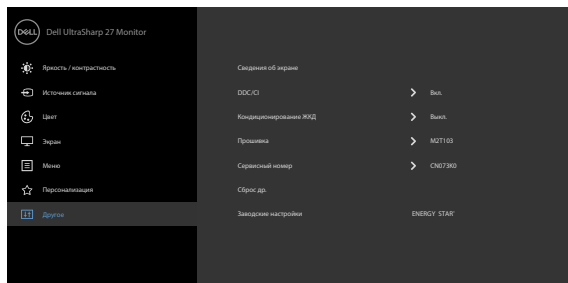 DELL Dell UltraSharp 27 Monitor
Яркость / контрастность
Сведения об экране
Источник сигнала
DDC/CI
Вкл.
Цвет
Кондиционирование ЖКД
Выкл.
Экран
Прошивка
M2T103
Меню
Сервисный номер
CN073K0
Персонализация
Сброс др.
Другое
Заводские настройки
ENERGY STAR'